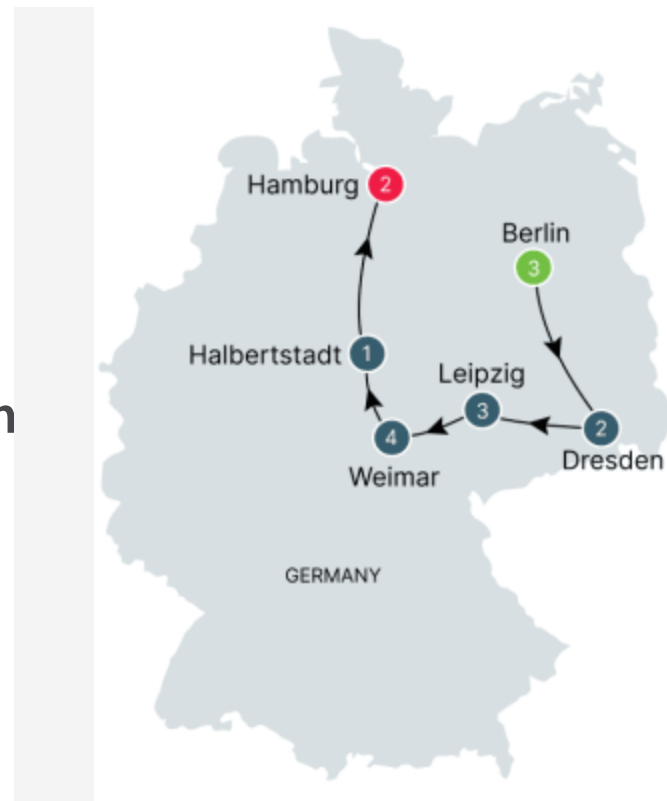 Hamburg 2
Berlin
3
Halbertstadt 1
Leipzig
3
n
4
2
Weimar
Dresden
GERMANY